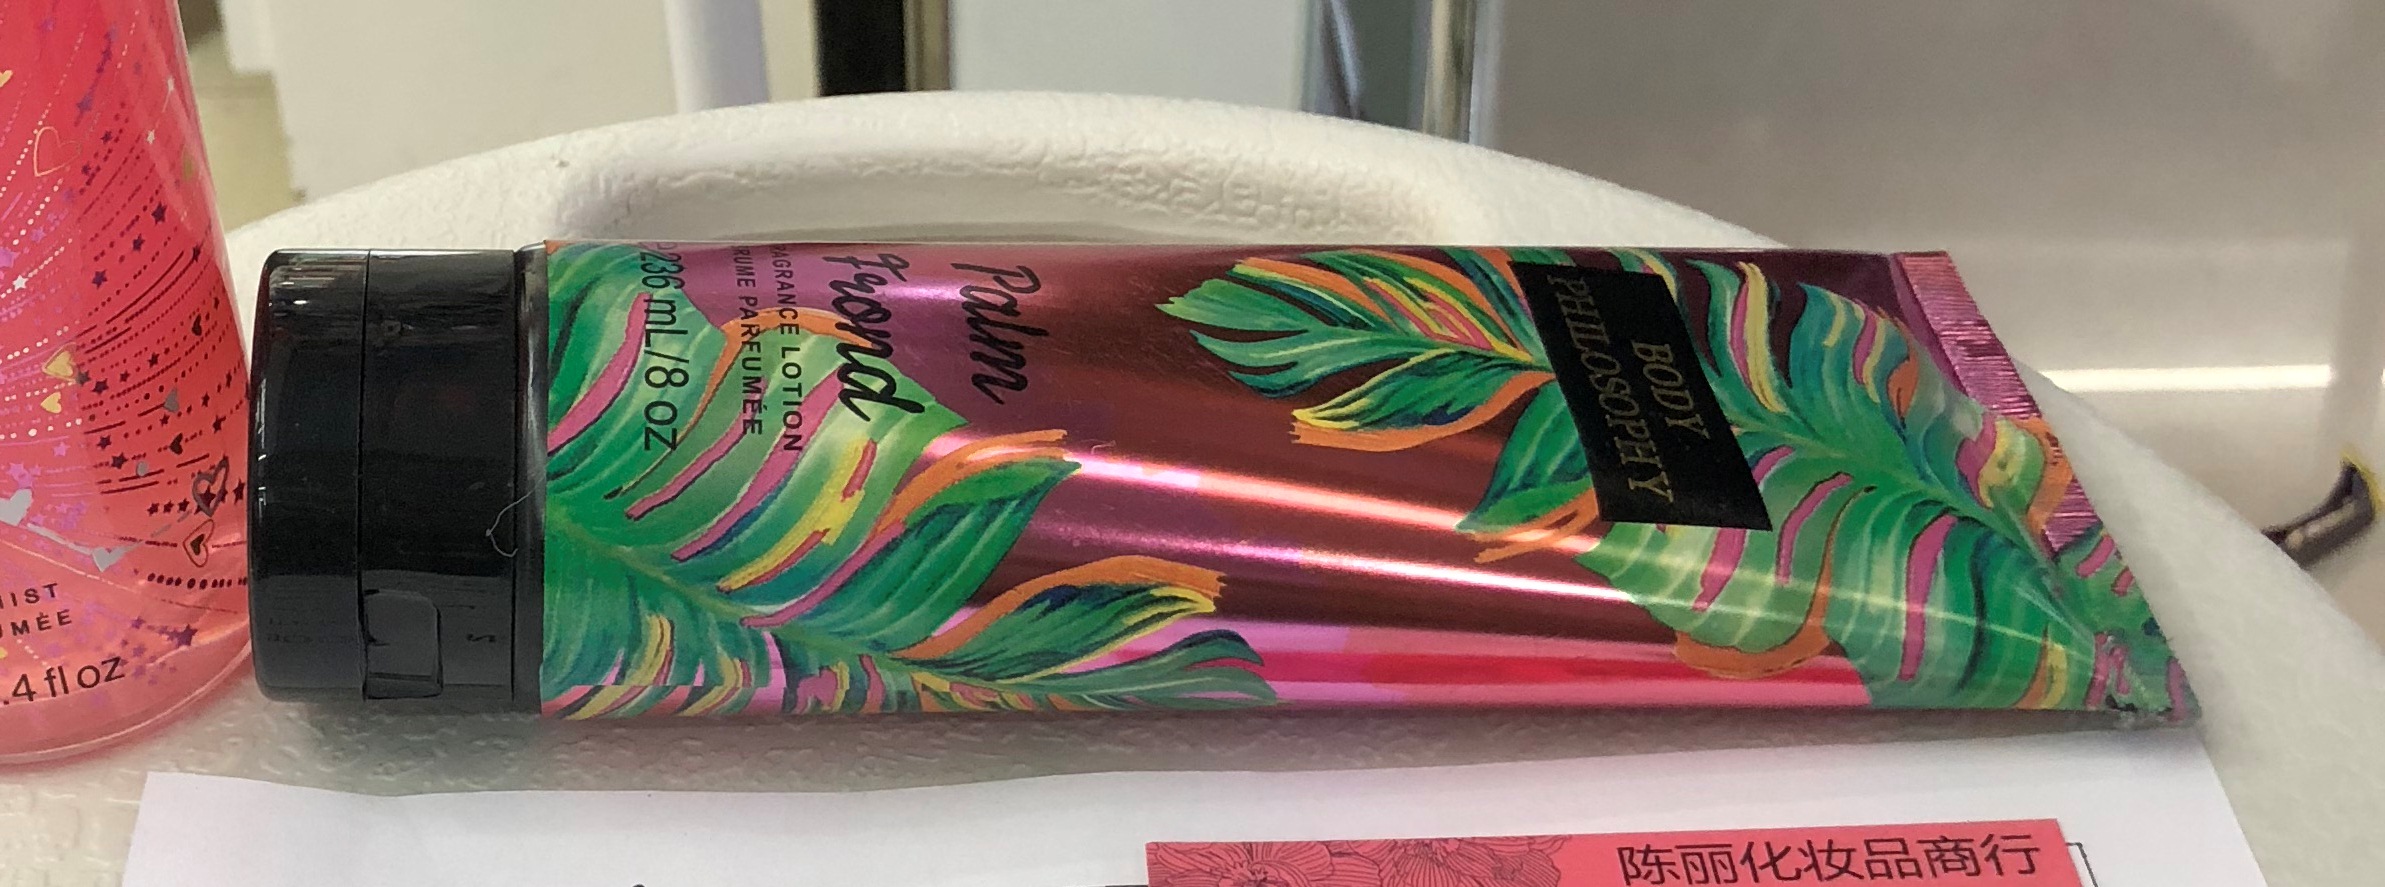 BODY
PHILOSOPHY
Palm
Frond
FRAGRANCE LOTION
PARFUMÉE
236 mL/8 oz
.4 fl oz
陈丽化妆品商行